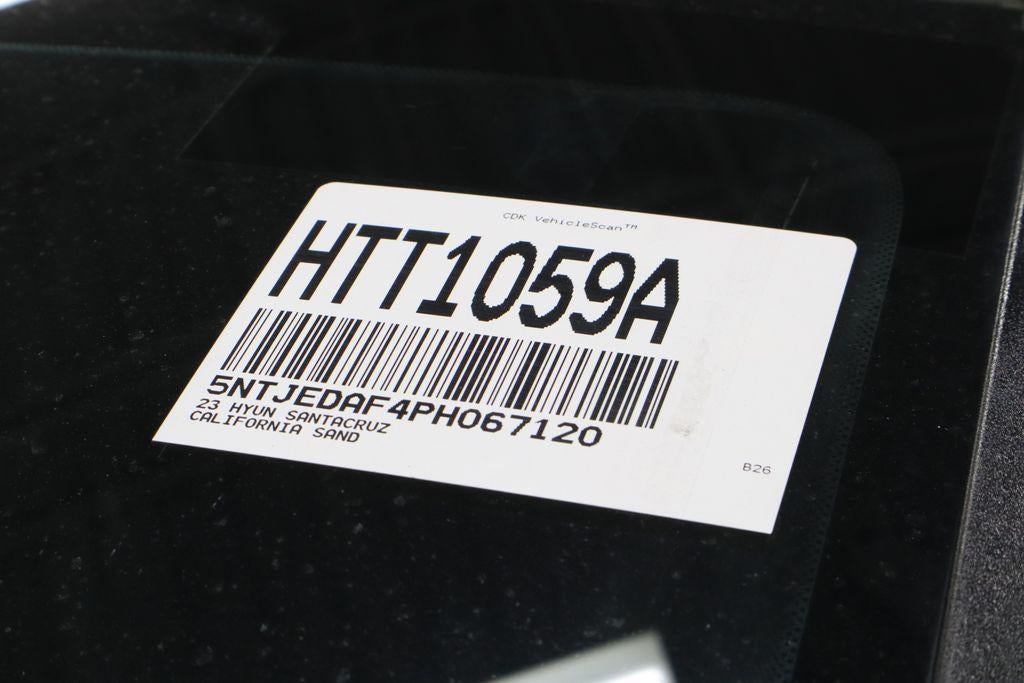 CDK VehicleScan™
HTT1059A
5NTJEDAF4PH067120
23 HYUN SANTACRUZ
CALIFORNIA SAND
B26